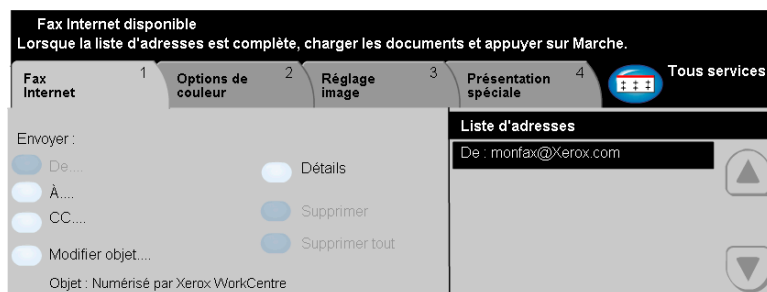 Fax Internet disponible
Lorsque la liste d'adresses est complète, charger les documents et appuyer sur Marche.
Fax Internet 1
Options de couleur 2
Réglage image 3
Présentation spéciale 4
Tous services
Envoyer :
De....
À....
CC....
Modifier objet....
Objet : Numérisé par Xerox WorkCentre
Détails
Supprimer
Supprimer tout
Liste d'adresses
De : monfax@Xerox.com